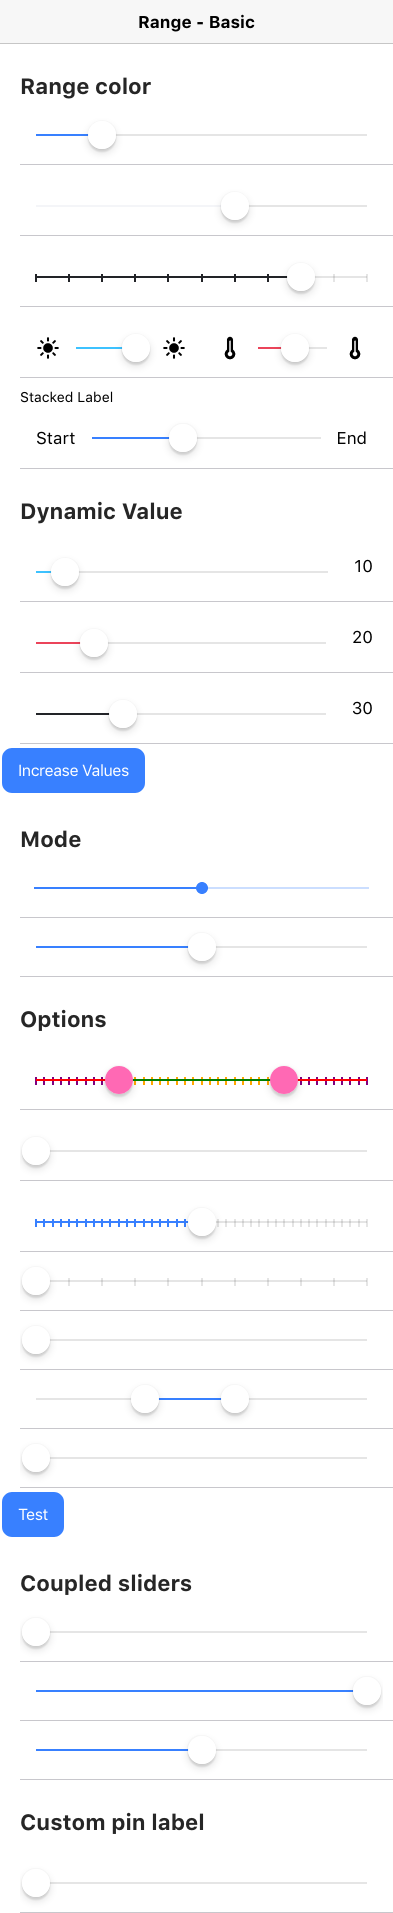 Range - Basic
Range color
Stacked Label
Start End
Dynamic Value
10
20
30
Increase Values
Mode
Options
Test
Coupled sliders
Custom pin label